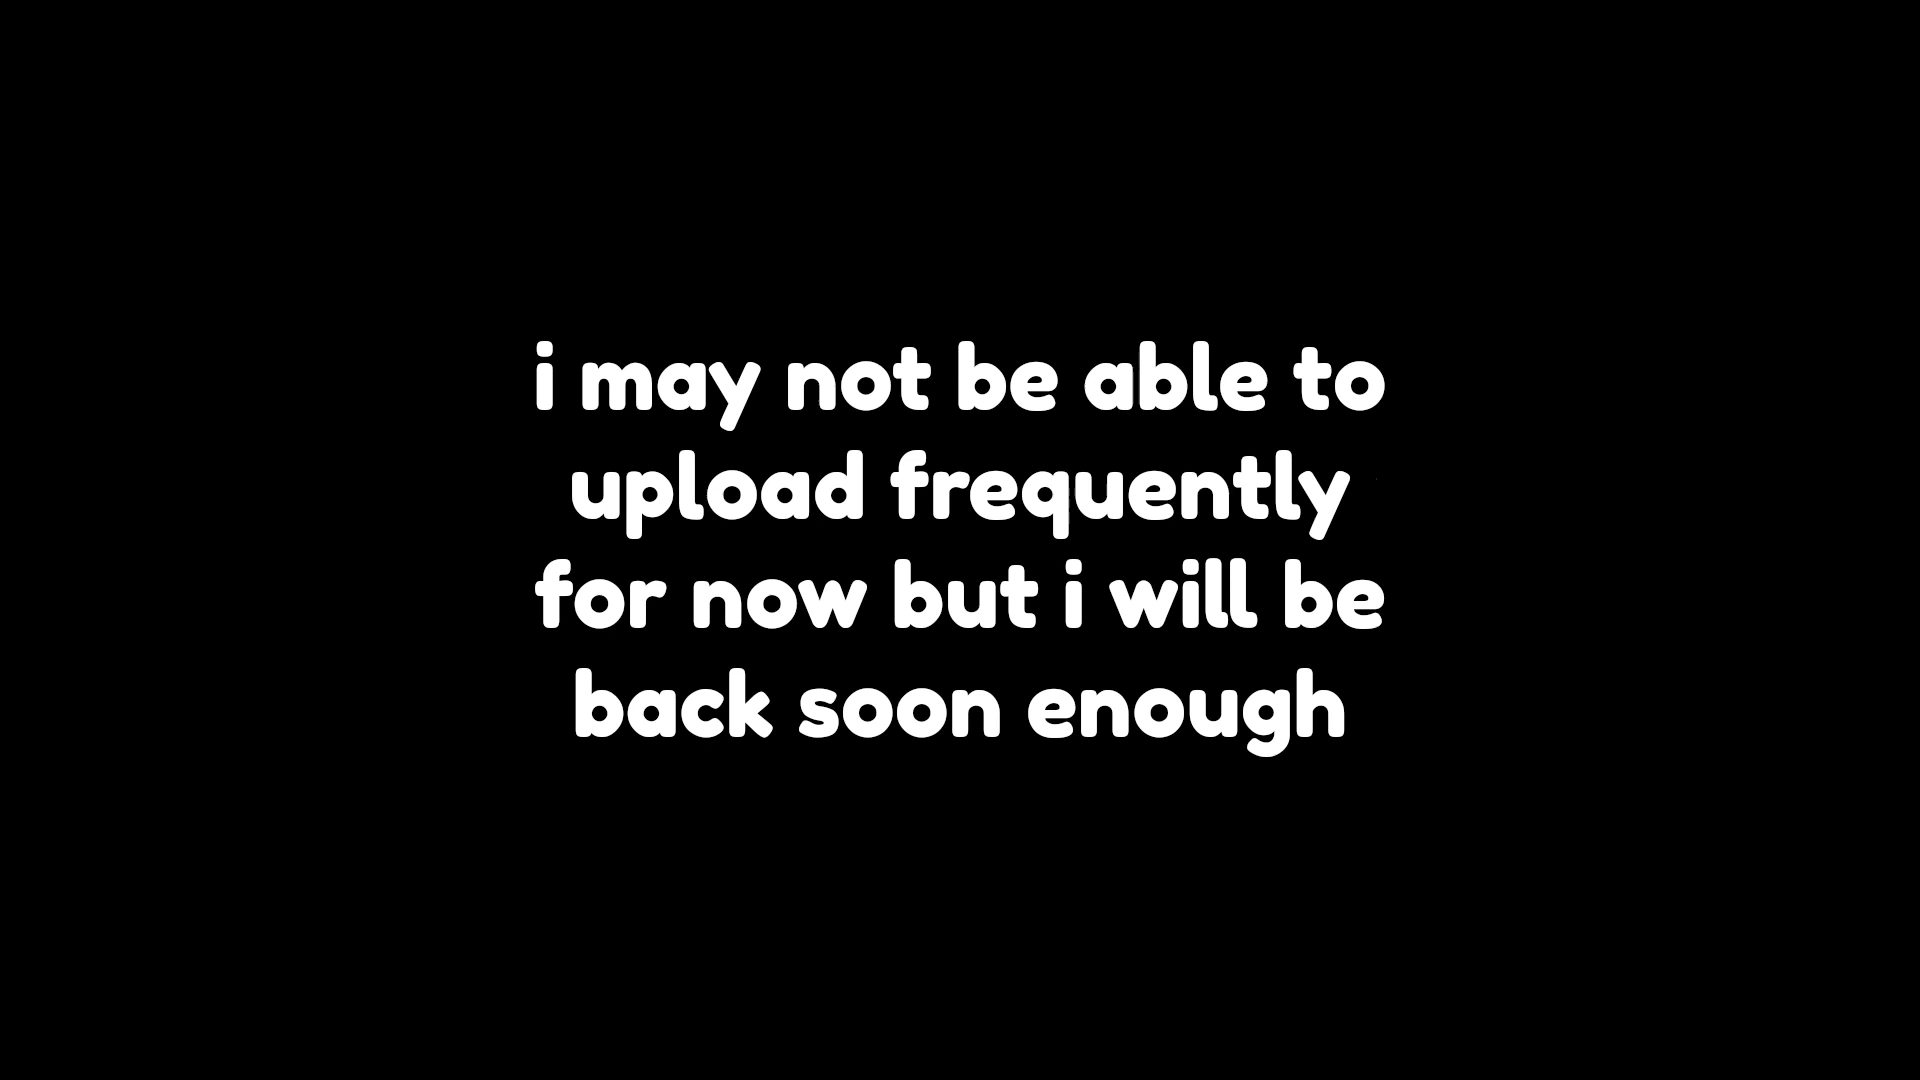 i may not be able to
upload frequently
for now but i will be
back soon enough